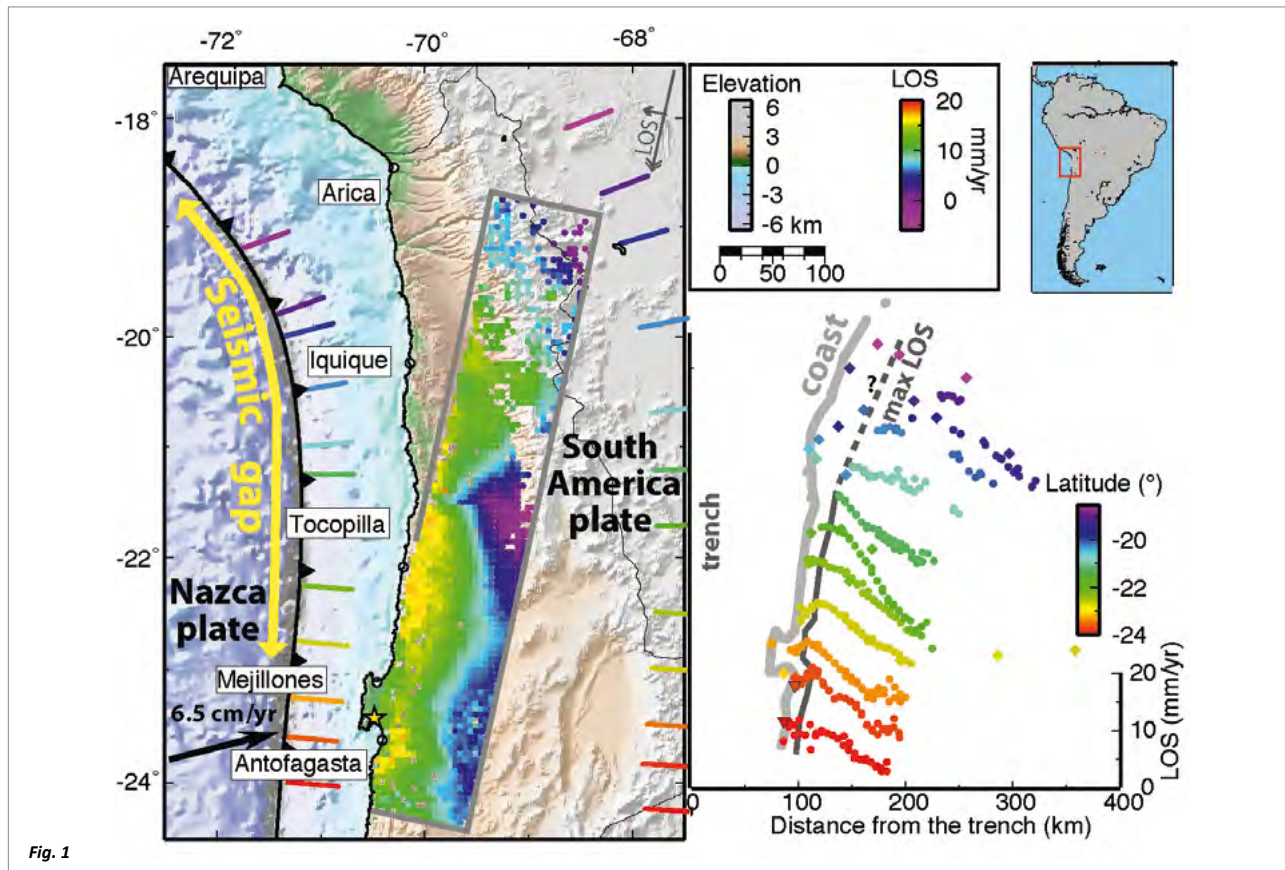 -72°
-70°
-68°
Arequipa
-18°
Arica
LOS
-20°
Iquique
Seismic gap
South
America
plate
Tocopilla
-22°
Nazca
plate
Mejillones
6.5 cm/yr
Antofagasta
-24°
Elevation
6
3
0
-3
-6 km
0 50 100
LOS
20
10
0
mm/yr
coast
?
max LOS
trench
Latitude (°)
-20
-22
-24
20
10
0
LOS (mm/yr)
0 100 200 300 400
Distance from the trench (km)
Fig. 1